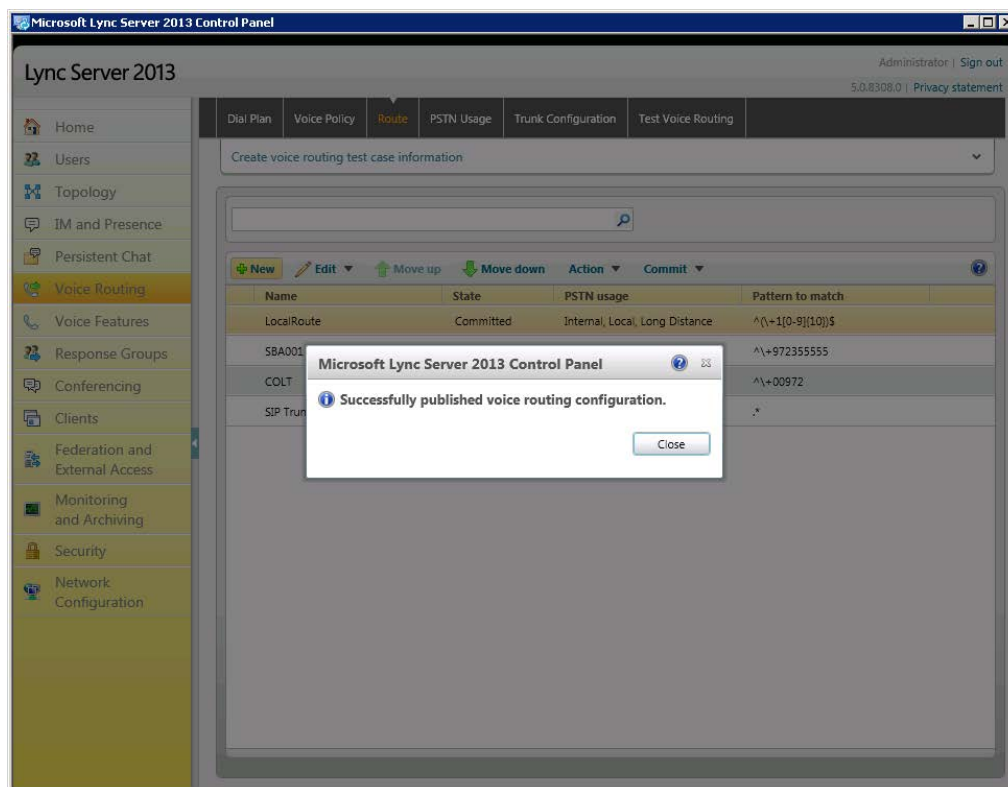 Microsoft Lync Server 2013 Control Panel
Lync Server 2013
Administrator | Sign out
5.0.8308.0 | Privacy statement
Home
Users
Topology
IM and Presence
Persistent Chat
Voice Routing
Voice Features
Response Groups
Conferencing
Clients
Federation and
External Access
Monitoring
and Archiving
Security
Network
Configuration
Dial Plan Voice Policy Route PSTN Usage Trunk Configuration Test Voice Routing
Create voice routing test case information
New Edit Move up Move down Action Commit
Name State PSTN usage Pattern to match
LocalRoute Committed Internal, Local, Long Distance ^(\+1[0-9]{10})$
SBA001 ^\+972355555
COLT ^\+00972
SIP Trun .*
Microsoft Lync Server 2013 Control Panel
Successfully published voice routing configuration.
Close